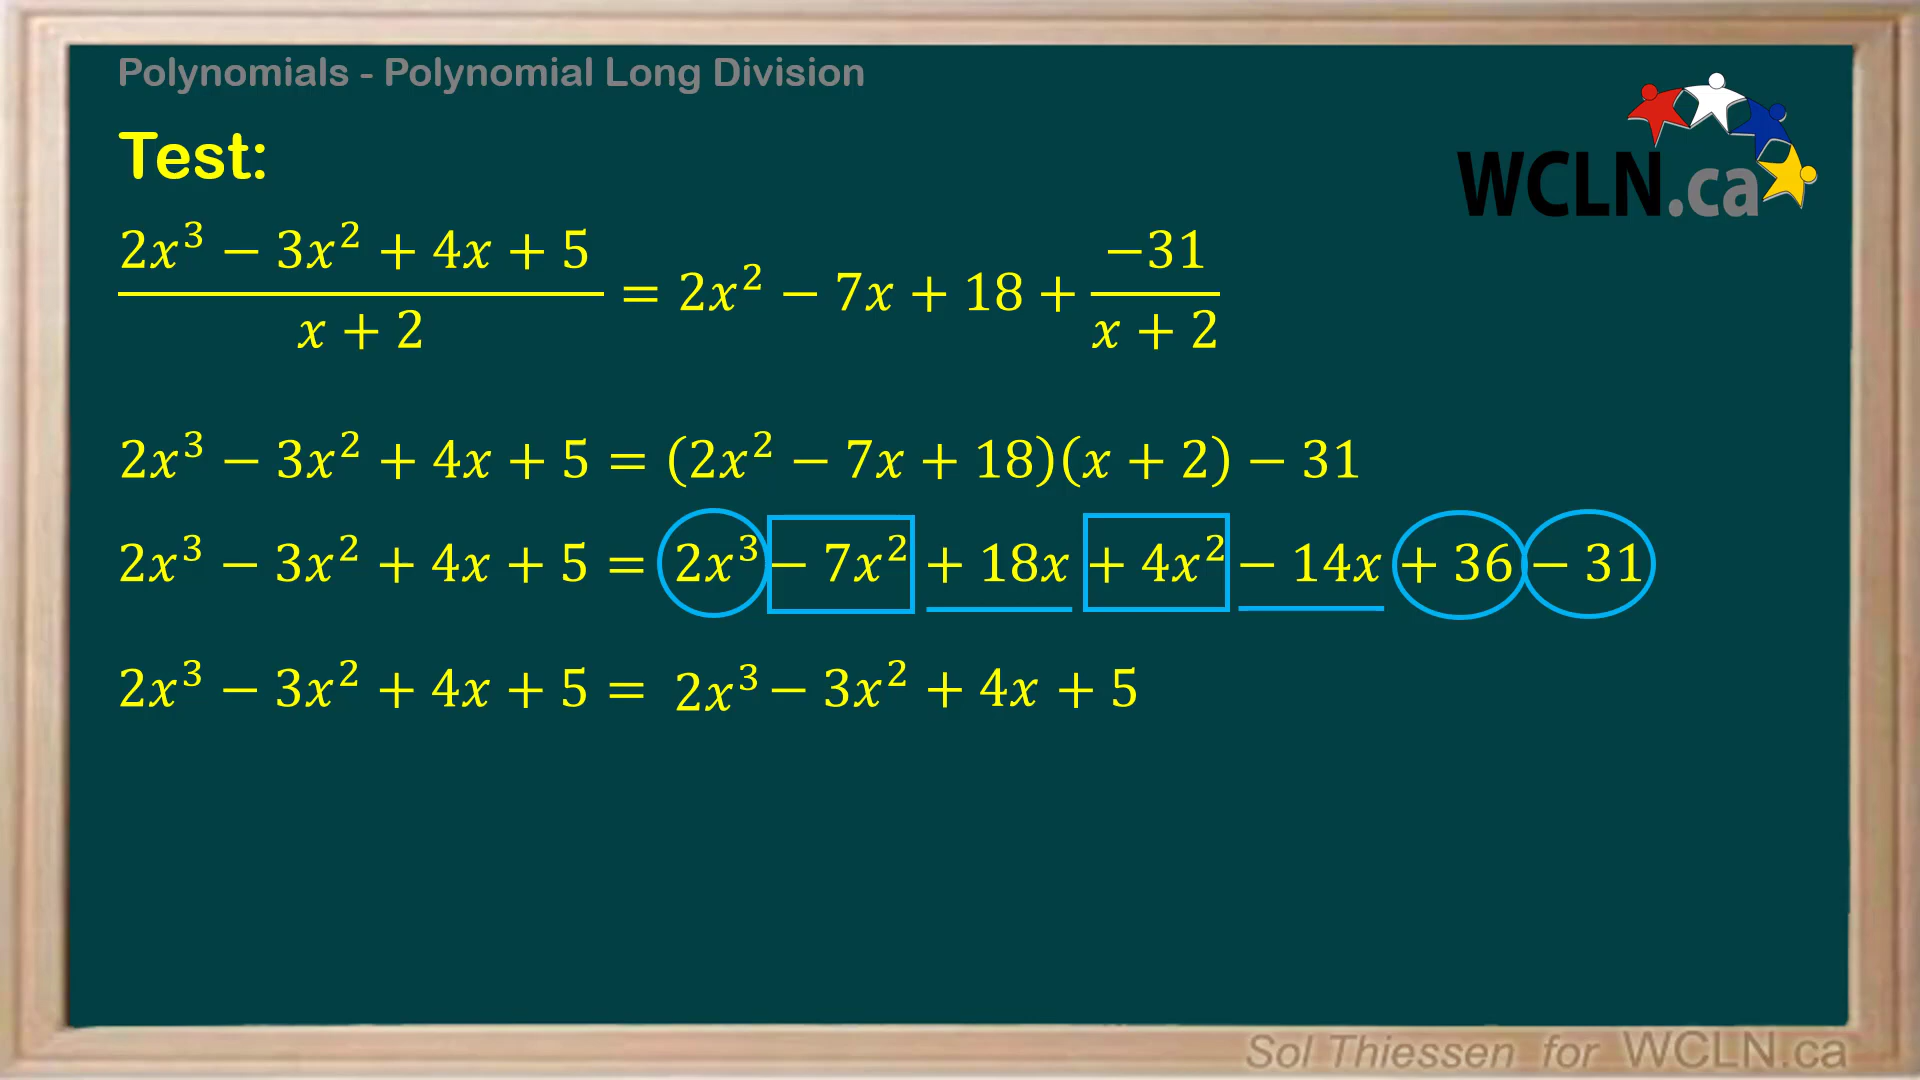 Polynomials - Polynomial Long Division
WCLN.ca
Test:
(2x³ − 3x² + 4x + 5)/(x + 2) = 2x² − 7x + 18 + (−31)/(x + 2)
2x³ − 3x² + 4x + 5 = (2x² − 7x + 18)(x + 2) − 31
2x³ − 3x² + 4x + 5 = 2x³ − 7x² + 18x + 4x² − 14x + 36 − 31
2x³ − 3x² + 4x + 5 = 2x³ − 3x² + 4x + 5
Sol Thiessen for WCLN.ca